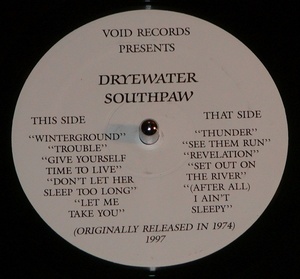 VOID RECORDS
PRESENTS
DRYEWATER
SOUTHPAW
THIS SIDE
"WINTERGROUND"
"TROUBLE"
"GIVE YOURSELF
TIME TO LIVE"
"DON'T LET HER
SLEEP TOO LONG"
"LET ME
TAKE YOU"
THAT SIDE
"THUNDER"
"SEE THEM RUN"
"REVELATION"
"SET OUT ON
THE RIVER"
"(AFTER ALL)
I AIN'T
SLEEPY"
(ORIGINALLY RELEASED IN 1974)
1997